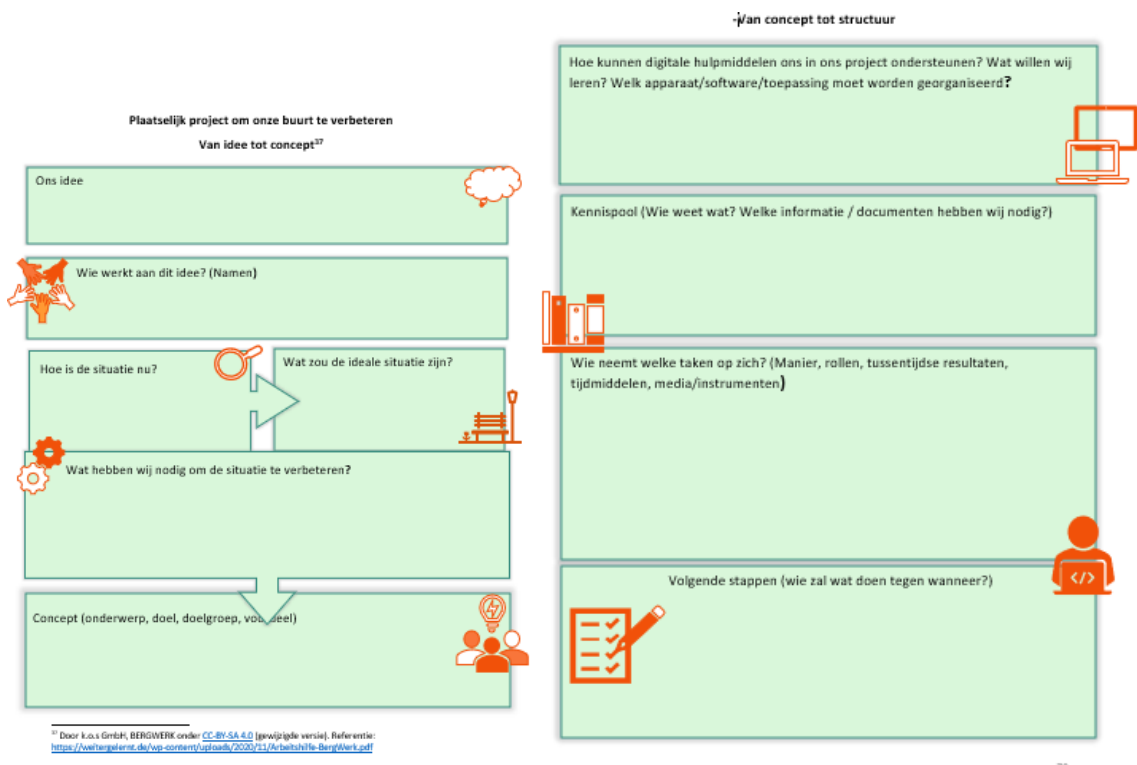 Plaatselijk project om onze buurt te verbeteren
Van idee tot concept³⁷
Ons idee
Wie werkt aan dit idee? (Namen)
Hoe is de situatie nu?
Wat zou de ideale situatie zijn?
Wat hebben wij nodig om de situatie te verbeteren?
Concept (onderwerp, doel, doelgroep, voordeel)
³⁷ Door k.o.s GmbH, BERGWERK onder CC-BY-SA 4.0 (gewijzigde versie). Referentie:
https://weitergelernt.de/wp-content/uploads/2020/11/Arbeitshilfe-BergWerk.pdf
Van concept tot structuur
Hoe kunnen digitale hulpmiddelen ons in ons project ondersteunen? Wat willen wij
leren? Welk apparaat/software/toepassing moet worden georganiseerd?
Kennispool (Wie weet wat? Welke informatie / documenten hebben wij nodig?)
Wie neemt welke taken op zich? (Manier, rollen, tussentijdse resultaten,
tijdmiddelen, media/instrumenten)
</>
Volgende stappen (wie zal wat doen tegen wanneer?)